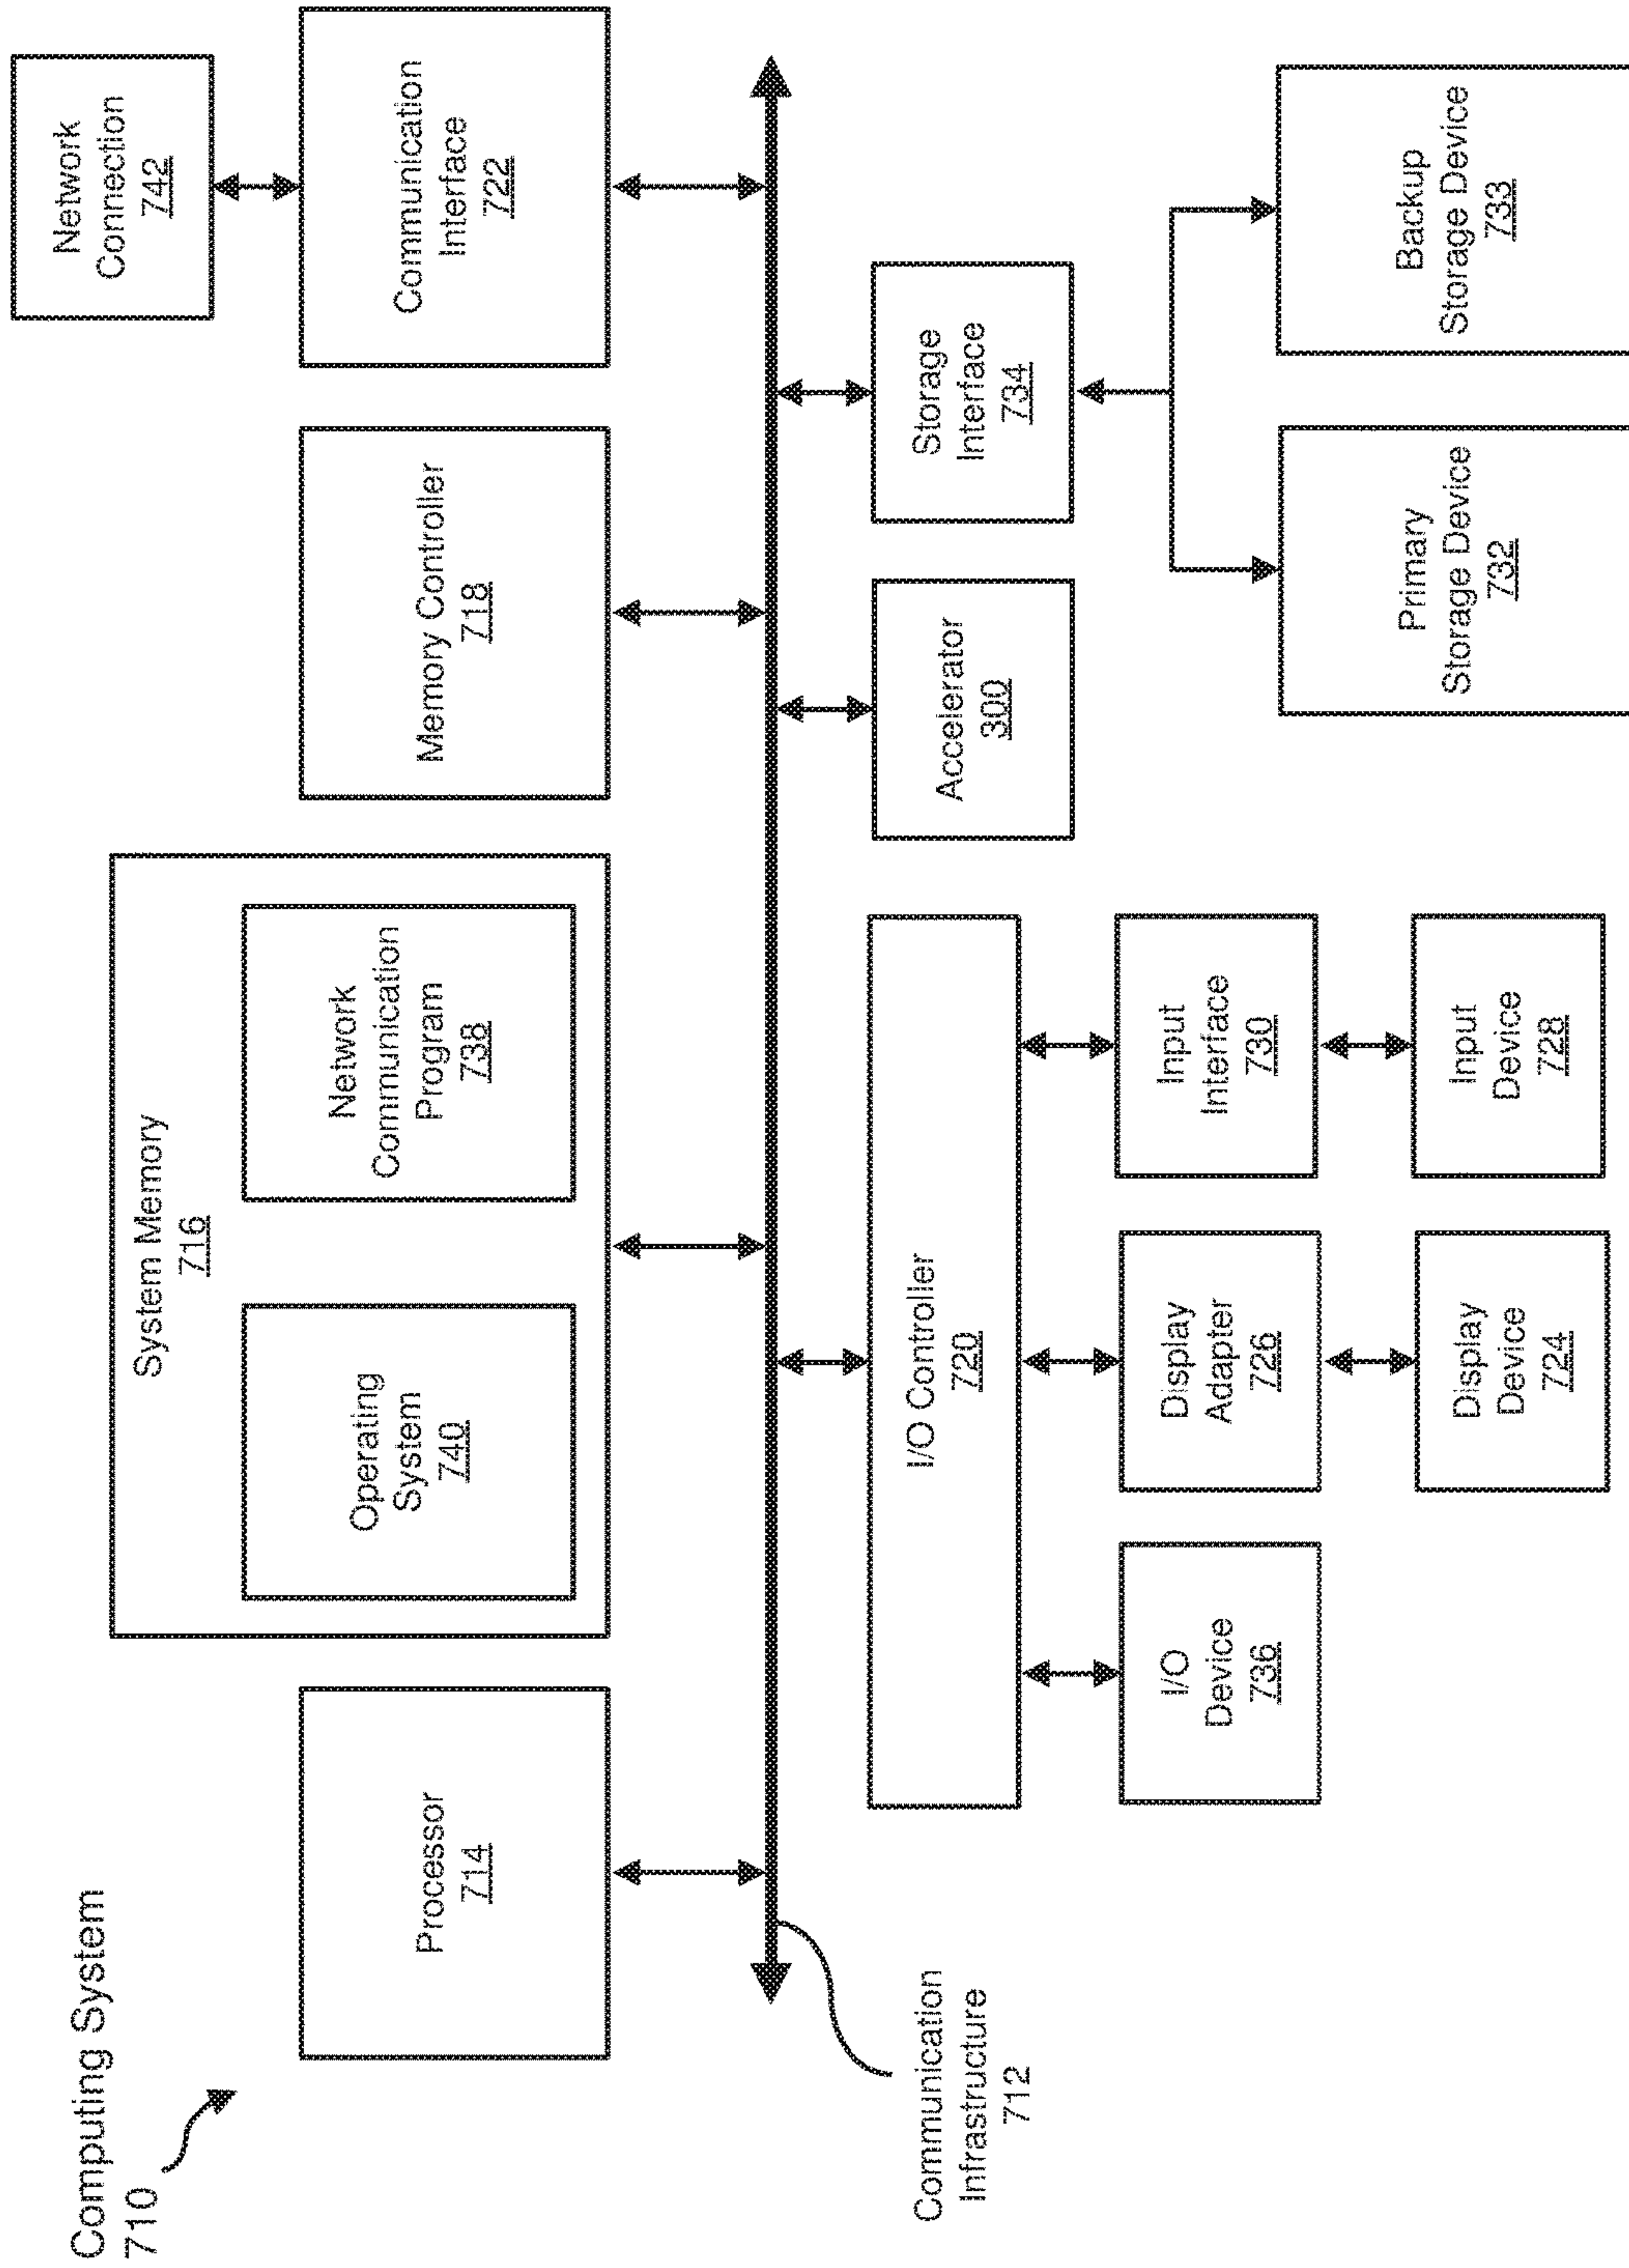 Computing System
710
Processor
714
System Memory
716
Operating
System
740
Network
Communication
Program
738
Memory Controller
718
Network
Connection
742
Communication
Interface
722
Communication
Infrastructure
712
I/O Controller
720
Accelerator
300
Storage
Interface
734
I/O
Device
736
Display
Adapter
726
Input
Interface
730
Display
Device
724
Input
Device
728
Primary
Storage Device
732
Backup
Storage Device
733